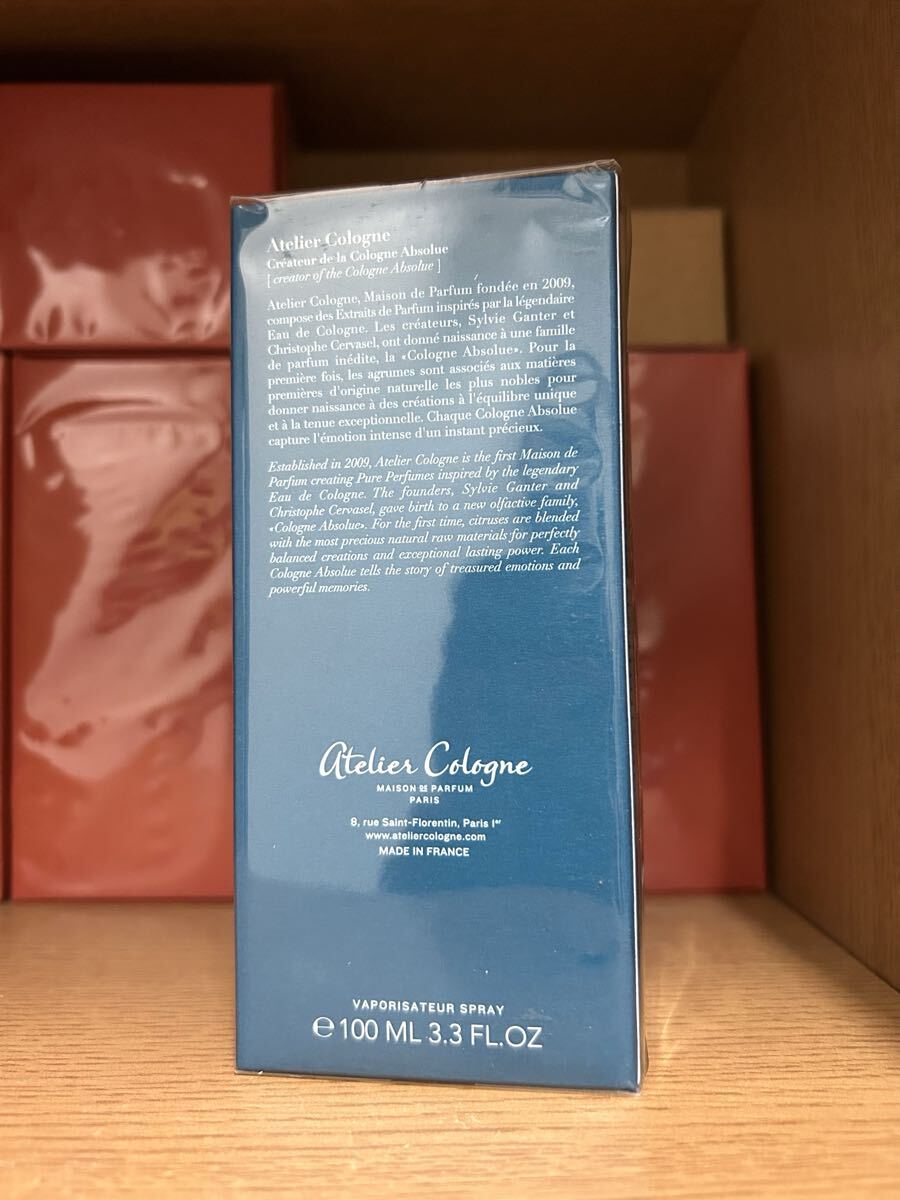 Atelier Cologne
Créateur de la Cologne Absolue
[ creator of the Cologne Absolue ]
Atelier Cologne, Maison de Parfum fondée en 2009,
compose des Extraits de Parfum inspirés par la légendaire
Eau de Cologne. Les créateurs, Sylvie Ganter et
Christophe Cervasel, ont donné naissance à une famille
de parfum inédite, la «Cologne Absolue». Pour la
première fois, les agrumes sont associés aux matières
premières d'origine naturelle les plus nobles pour
donner naissance à des créations à l'équilibre unique
et à la tenue exceptionnelle. Chaque Cologne Absolue
capture l'émotion intense d'un instant précieux.
Established in 2009, Atelier Cologne is the first Maison de
Parfum creating Pure Perfumes inspired by the legendary
Eau de Cologne. The founders, Sylvie Ganter and
Christophe Cervasel, gave birth to a new olfactive family,
«Cologne Absolue». For the first time, citruses are blended
with the most precious natural raw materials for perfectly
balanced creations and exceptional lasting power. Each
Cologne Absolue tells the story of treasured emotions and
powerful memories.
Atelier Cologne
MAISON DE PARFUM
PARIS
8, rue Saint-Florentin, Paris Ier
www.ateliercologne.com
MADE IN FRANCE
VAPORISATEUR SPRAY
℮ 100 ML 3.3 FL.OZ